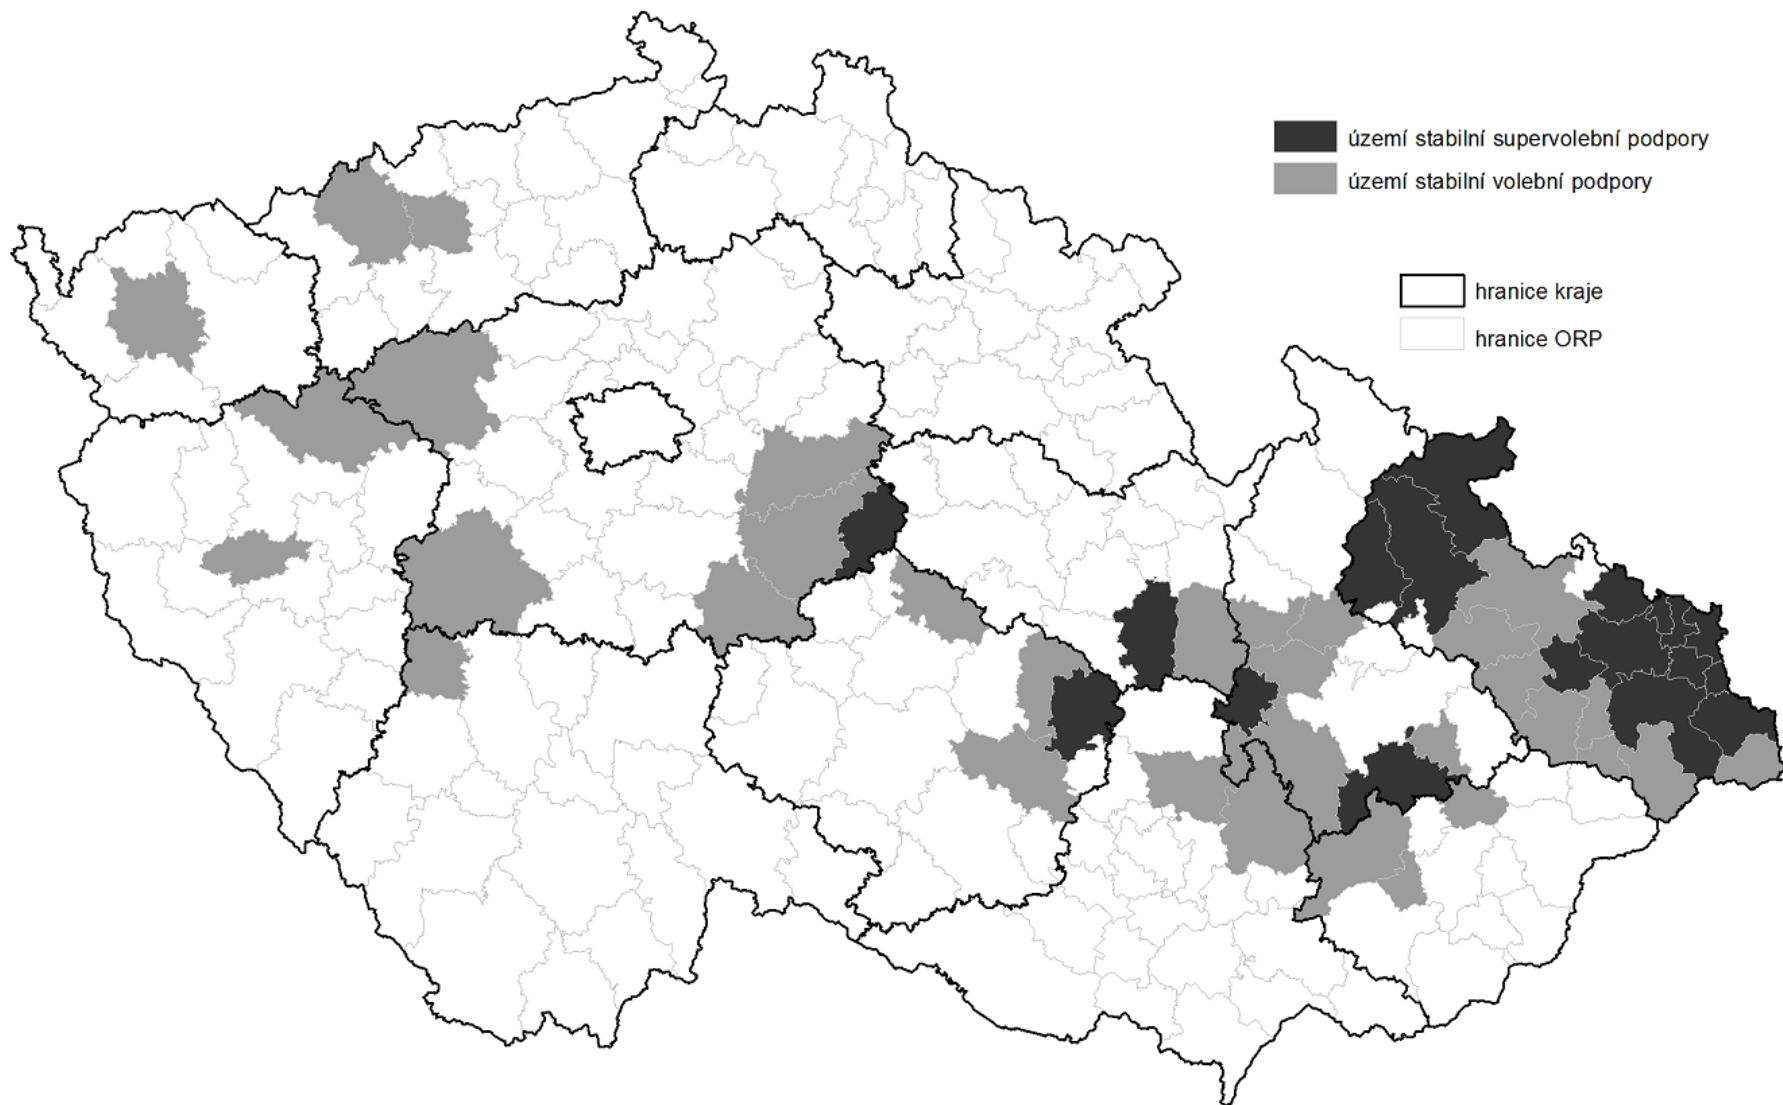 území stabilní supervolební podpory
území stabilní volební podpory
hranice kraje
hranice ORP